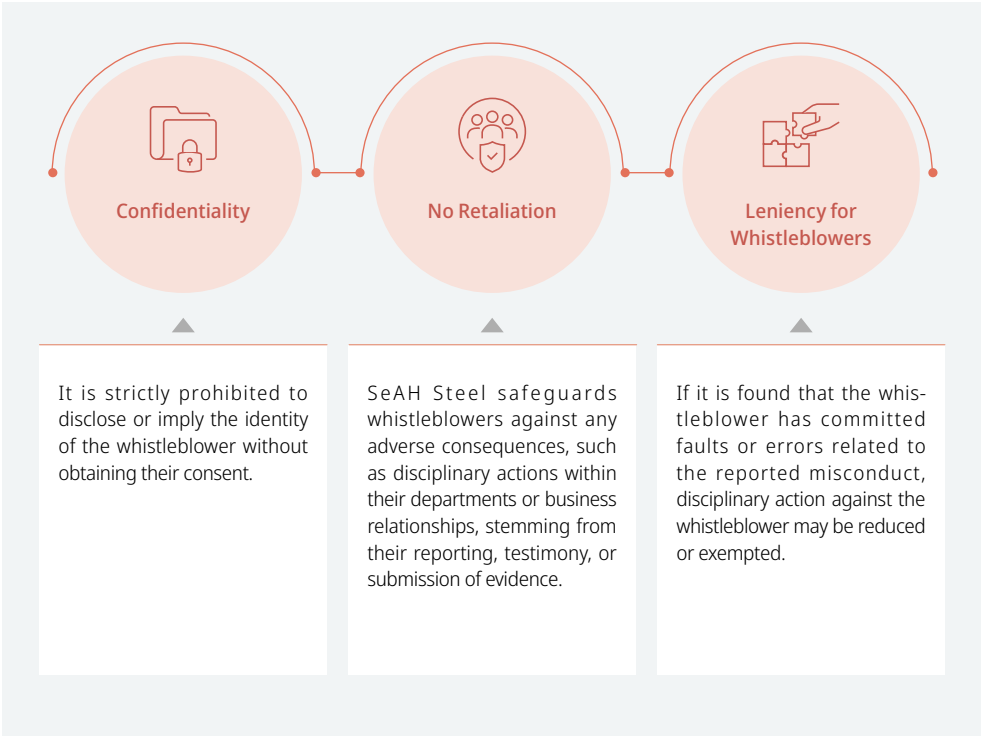 Confidentiality
No Retaliation
Leniency for
Whistleblowers
It is strictly prohibited to
disclose or imply the identity
of the whistleblower without
obtaining their consent.
SeAH Steel safeguards
whistleblowers against any
adverse consequences, such
as disciplinary actions within
their departments or business
relationships, stemming from
their reporting, testimony, or
submission of evidence.
If it is found that the whis-
tleblower has committed
faults or errors related to
the reported misconduct,
disciplinary action against the
whistleblower may be reduced
or exempted.